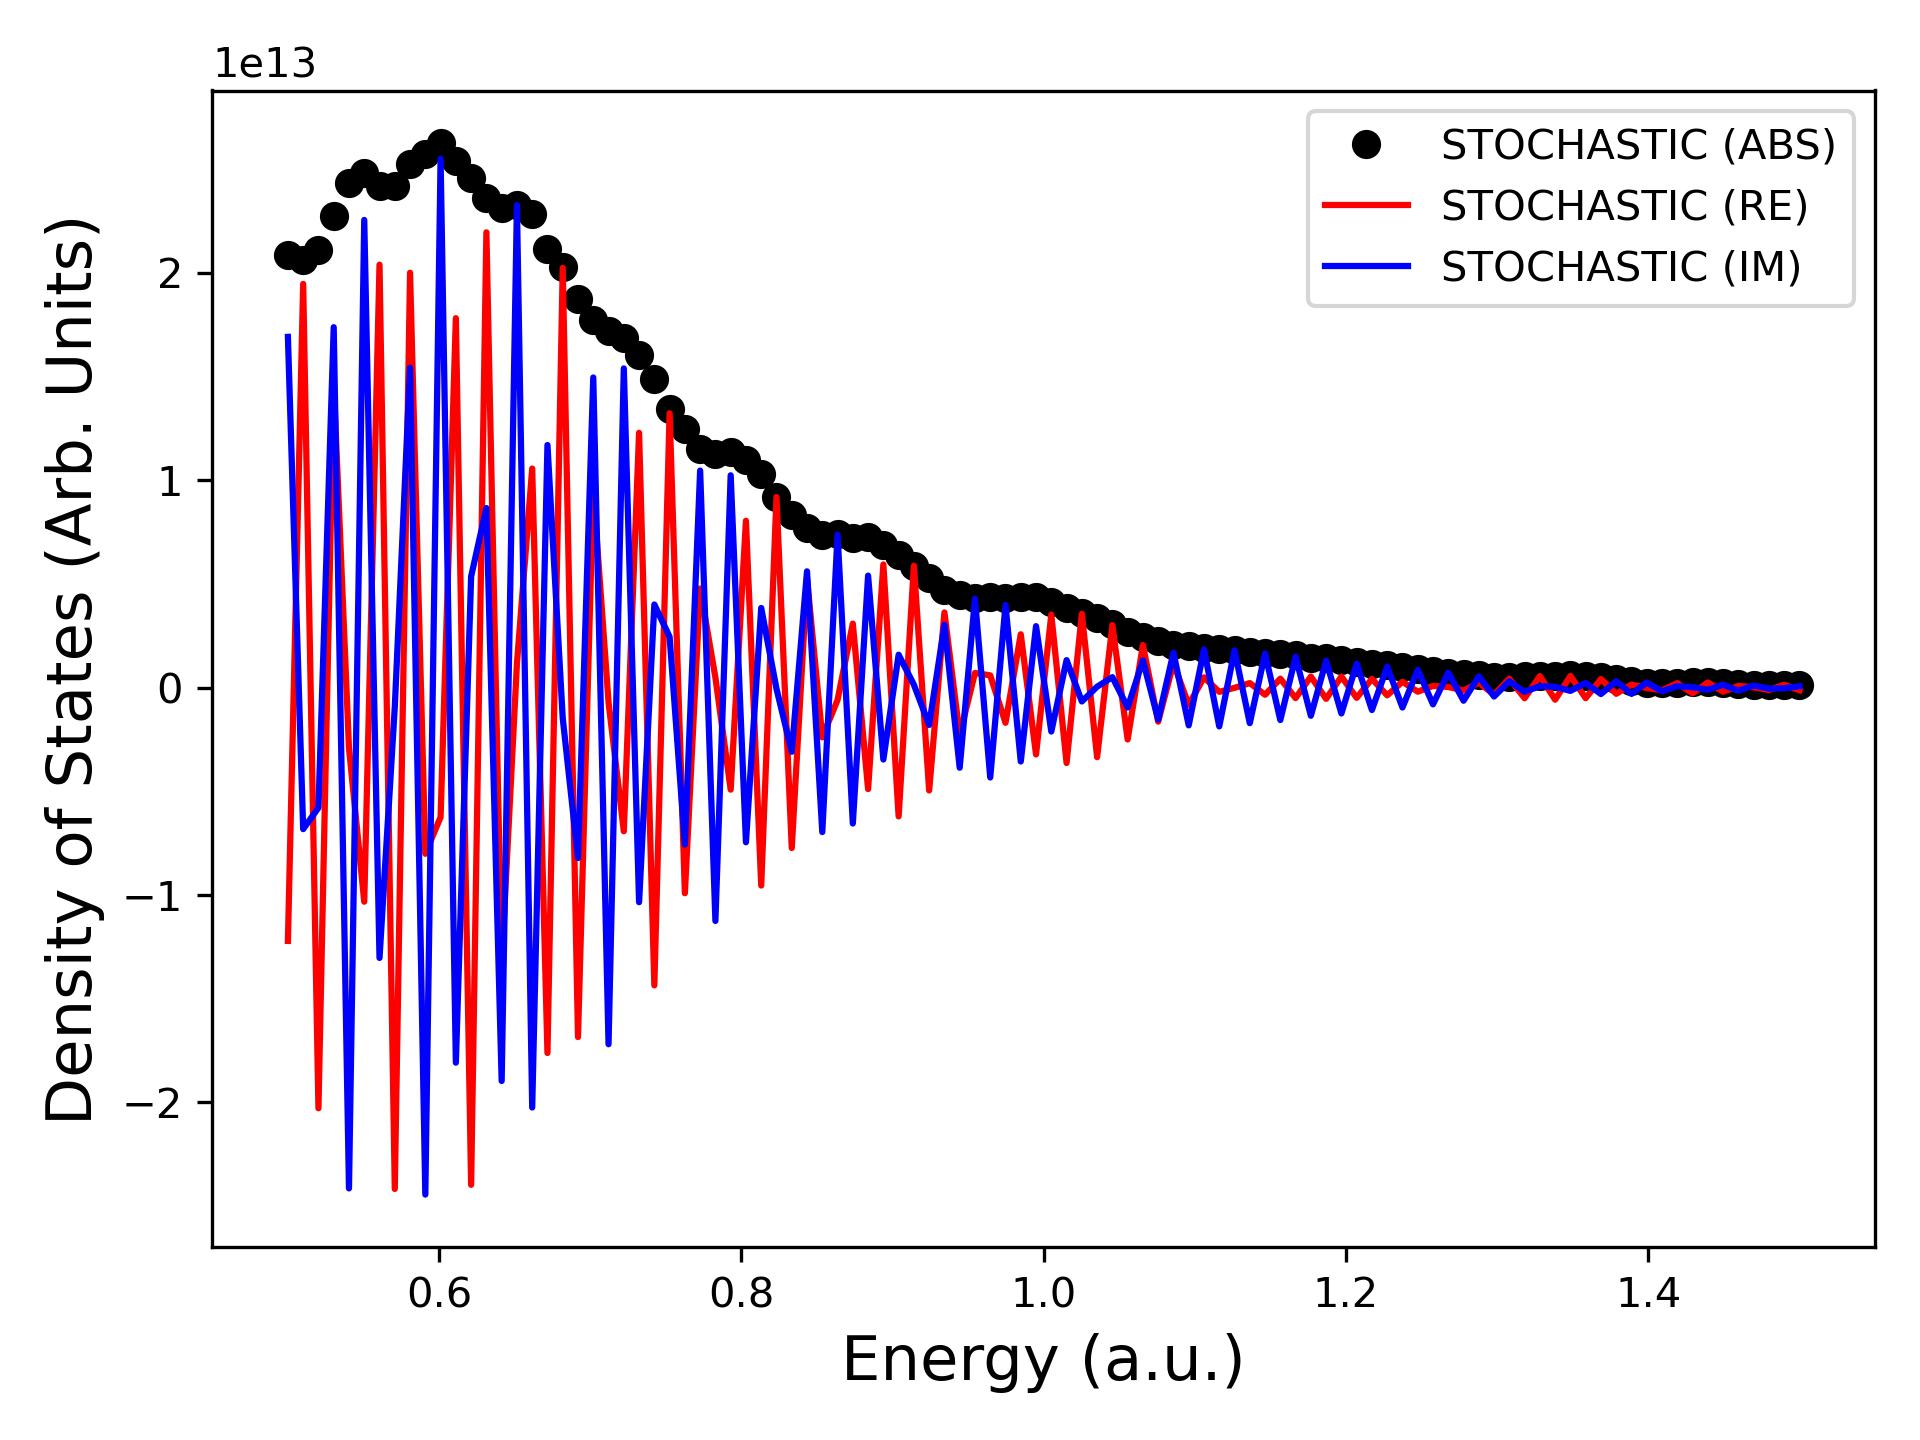 1e13
STOCHASTIC (ABS)
STOCHASTIC (RE)
STOCHASTIC (IM)
Density of States (Arb. Units)
2
1
0
−1
−2
0.6 0.8 1.0 1.2 1.4
Energy (a.u.)